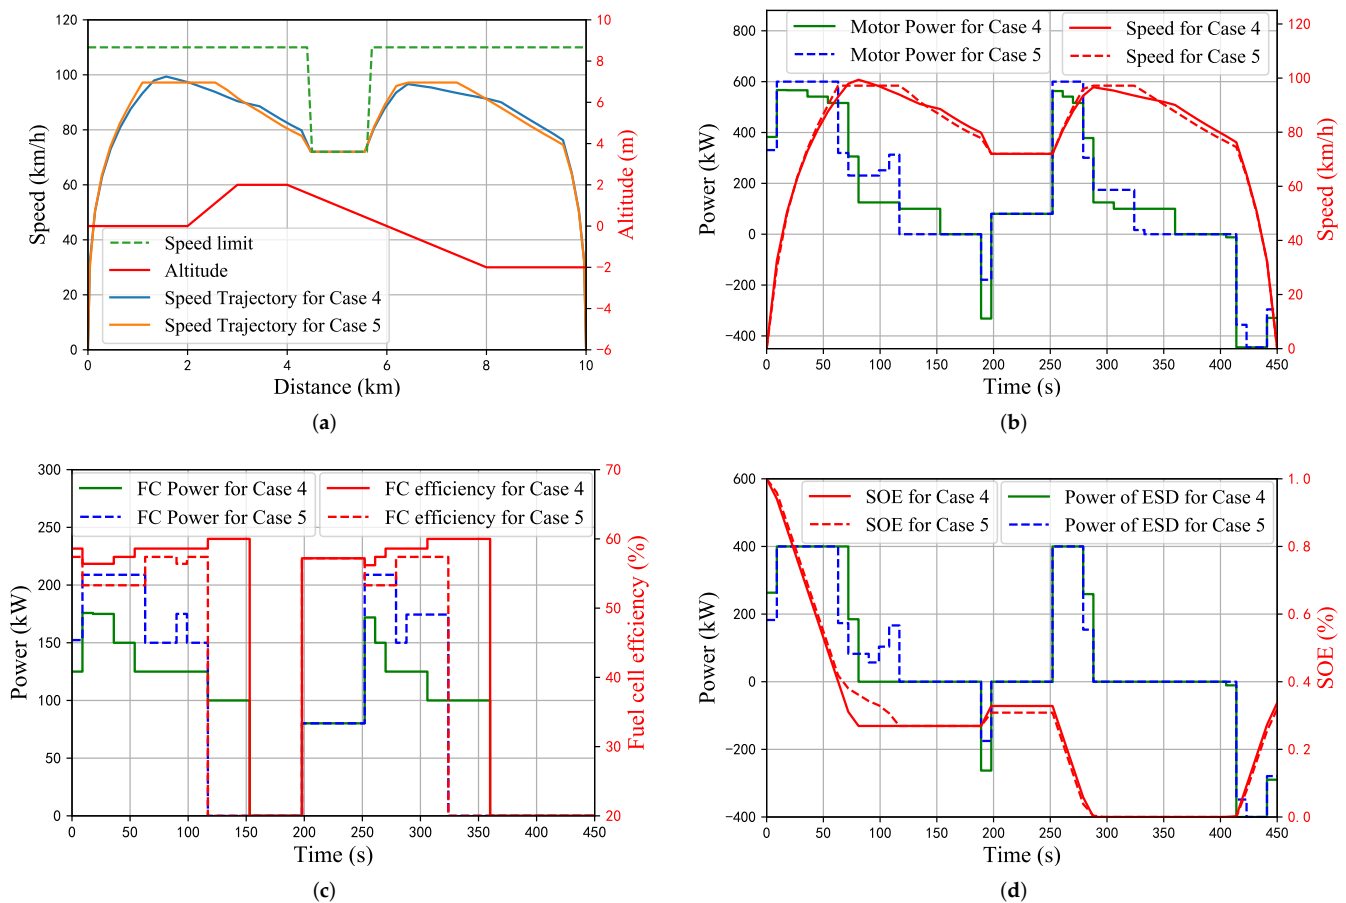 120
100
80
60
40
20
0
10
8
6
4
2
0
−2
−4
−6
0
2
4
6
8
10
Speed (km/h)
Altitude (m)
Speed limit
Altitude
Speed Trajectory for Case 4
Speed Trajectory for Case 5
Distance (km)
(a)
800
600
400
200
0
−200
−400
120
100
80
60
40
20
0
0
50
100
150
200
250
300
350
400
450
Power (kW)
Speed (km/h)
Motor Power for Case 4
Motor Power for Case 5
Speed for Case 4
Speed for Case 5
Time (s)
(b)
300
250
200
150
100
50
0
70
60
50
40
30
20
0
50
100
150
200
250
300
350
400
450
Power (kW)
Fuel cell effciency (%)
FC Power for Case 4
FC Power for Case 5
FC efficiency for Case 4
FC efficiency for Case 5
Time (s)
(c)
600
400
200
0
−200
−400
1.0
0.8
0.6
0.4
0.2
0.0
0
50
100
150
200
250
300
350
400
450
Power (kW)
SOE (%)
SOE for Case 4
SOE for Case 5
Power of ESD for Case 4
Power of ESD for Case 5
Time (s)
(d)